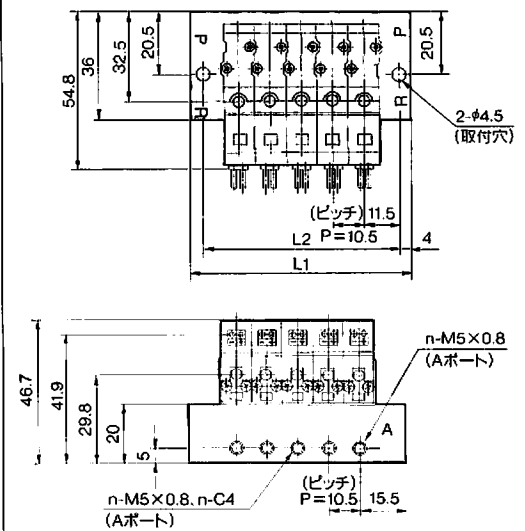 54.8
36
32.5
20.5
P
P
20.5
R
R
2-φ4.5
(取付穴)
(ピッチ) 11.5
L2 P=10.5 4
L1
46.7
41.9
29.8
20
5
n-M5×0.8
(Aポート)
A
(ピッチ)
P=10.5 15.5
n-M5×0.8、n-C4
(Aポート)